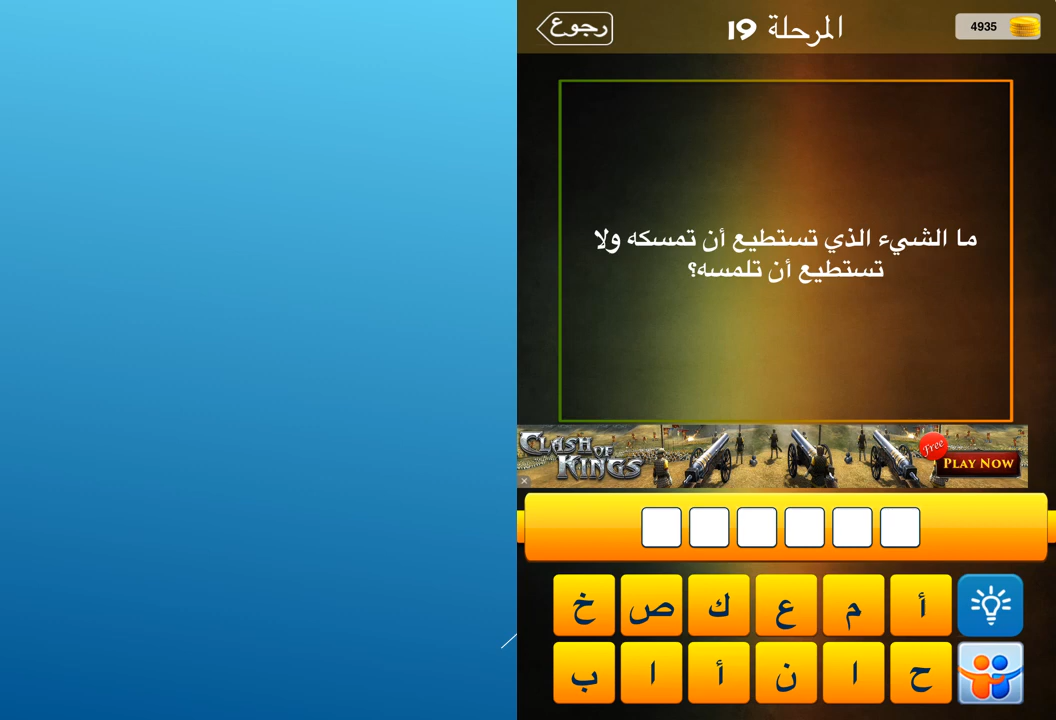 رجوع
المرحلة 19
4935
ما الشيء الذي تستطيع أن تمسكه ولا
تستطيع أن تلمسه؟
CLASH OF KINGS
Free
PLAY NOW
أ م ع ك ص خ
ح ا ن أ ا ب